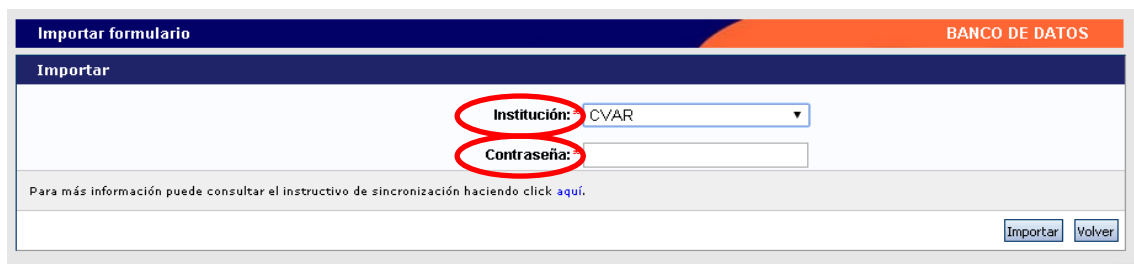 Importar formulario BANCO DE DATOS
Importar
Institución: * CVAR
Contraseña: *
Para más información puede consultar el instructivo de sincronización haciendo click aquí.
Importar Volver